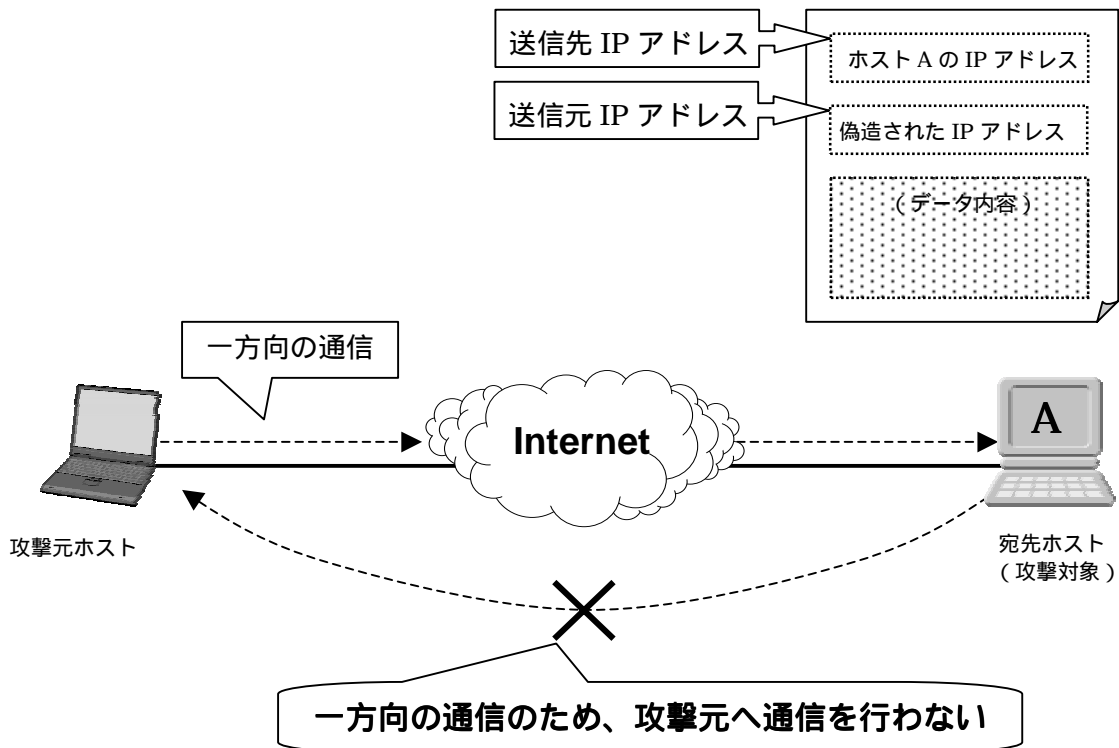 送信先 IP アドレス
ホスト A の IP アドレス
送信元 IP アドレス
偽造された IP アドレス
（データ内容）
一方向の通信
Internet
A
攻撃元ホスト
宛先ホスト
（攻撃対象）
一方向の通信のため、攻撃元へ通信を行わない